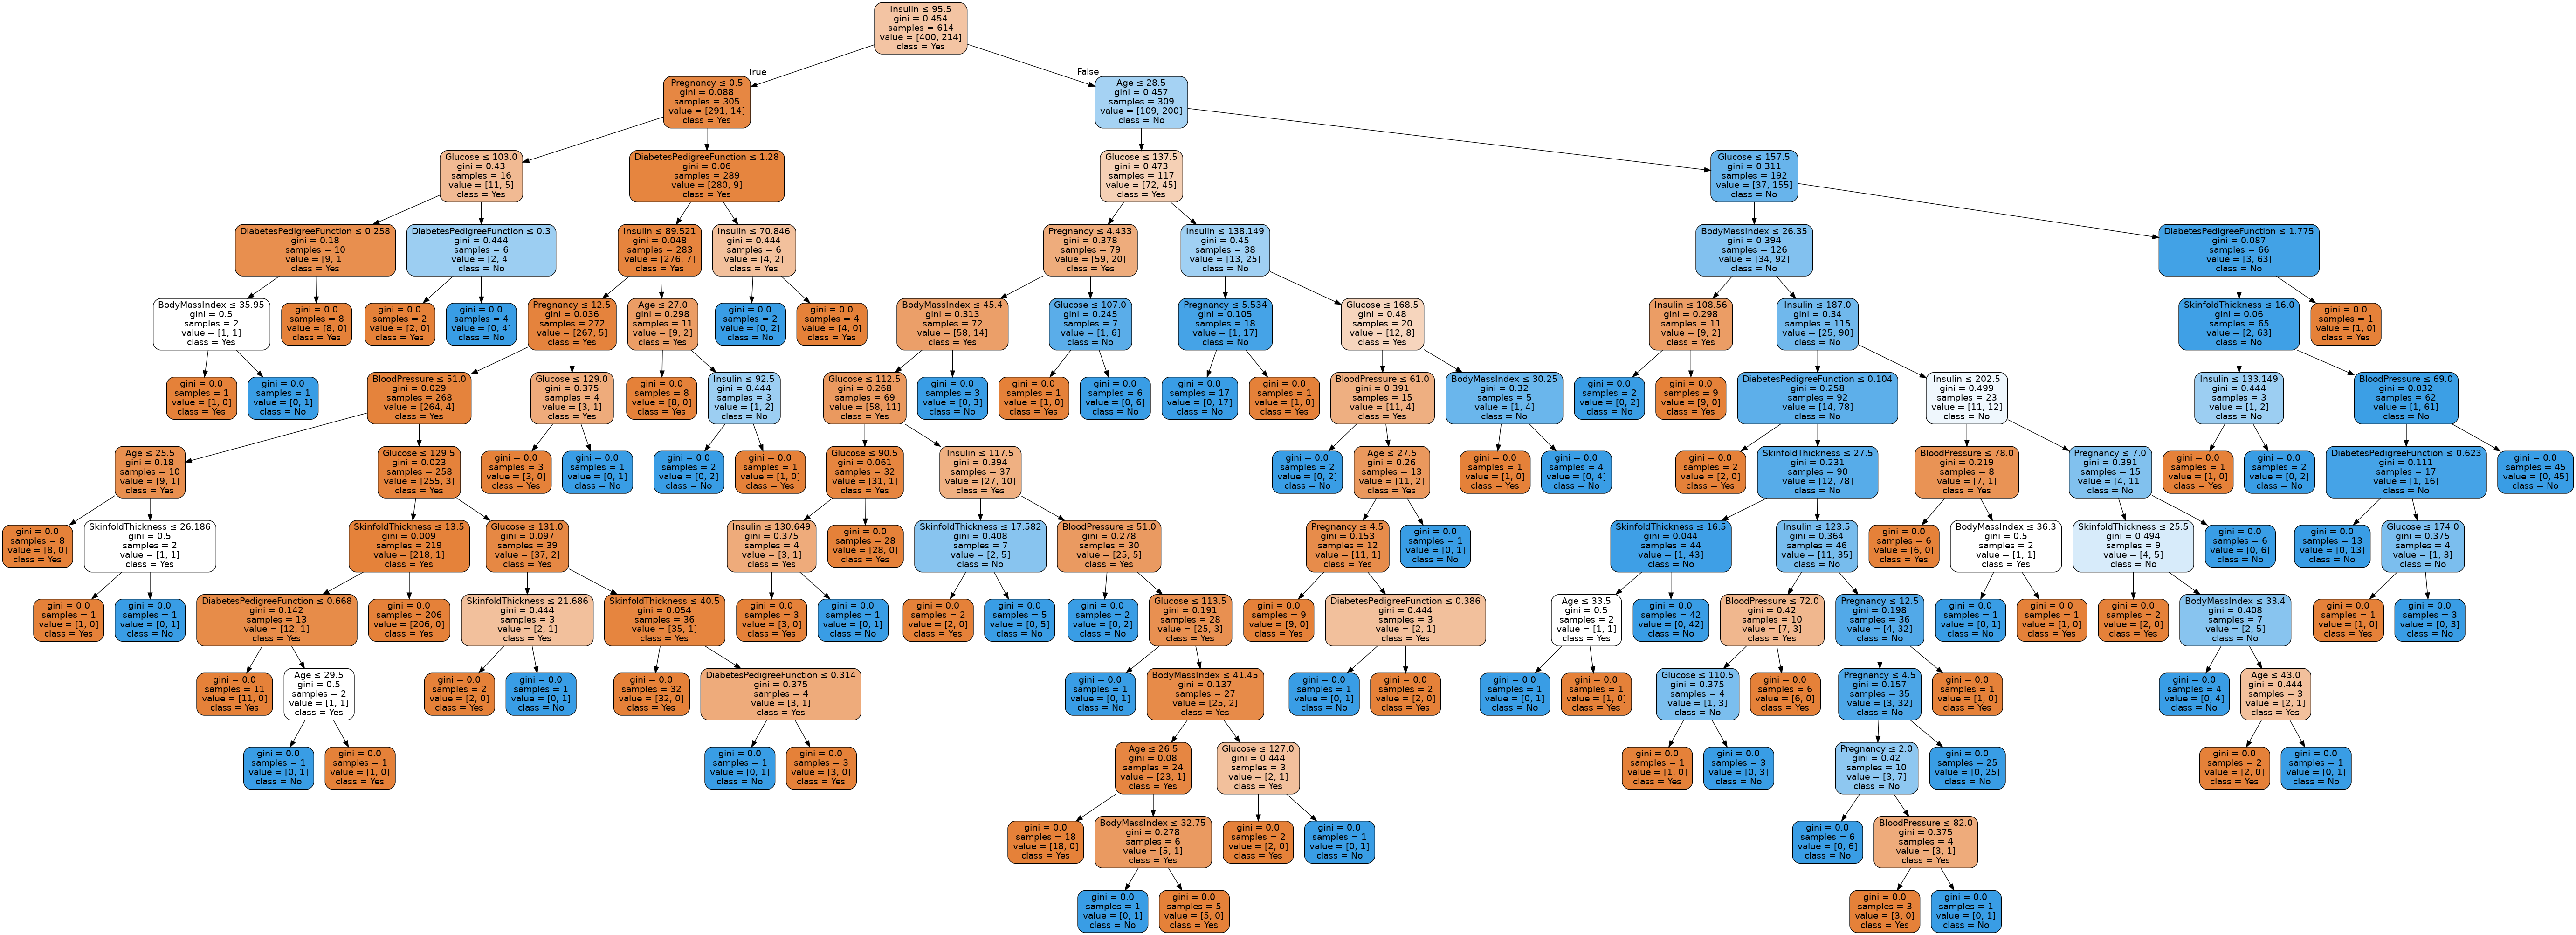 Insulin ≤ 95.5
gini = 0.454
samples = 614
value = [400, 214]
class = Yes
True
False
Pregnancy ≤ 0.5
gini = 0.088
samples = 305
value = [291, 14]
class = Yes
Age ≤ 28.5
gini = 0.457
samples = 309
value = [109, 200]
class = No
Glucose ≤ 103.0
gini = 0.43
samples = 16
value = [11, 5]
class = Yes
DiabetesPedigreeFunction ≤ 1.28
gini = 0.06
samples = 289
value = [280, 9]
class = Yes
Glucose ≤ 137.5
gini = 0.473
samples = 117
value = [72, 45]
class = Yes
Glucose ≤ 157.5
gini = 0.311
samples = 192
value = [37, 155]
class = No
DiabetesPedigreeFunction ≤ 0.258
gini = 0.18
samples = 10
value = [9, 1]
class = Yes
DiabetesPedigreeFunction ≤ 0.3
gini = 0.444
samples = 6
value = [2, 4]
class = No
Insulin ≤ 89.521
gini = 0.048
samples = 283
value = [276, 7]
class = Yes
Insulin ≤ 70.846
gini = 0.444
samples = 6
value = [4, 2]
class = Yes
Pregnancy ≤ 4.433
gini = 0.378
samples = 79
value = [59, 20]
class = Yes
Insulin ≤ 138.149
gini = 0.45
samples = 38
value = [13, 25]
class = No
BodyMassIndex ≤ 26.35
gini = 0.394
samples = 126
value = [34, 92]
class = No
DiabetesPedigreeFunction ≤ 1.775
gini = 0.087
samples = 66
value = [3, 63]
class = No
BodyMassIndex ≤ 35.95
gini = 0.5
samples = 2
value = [1, 1]
class = Yes
gini = 0.0
samples = 8
value = [8, 0]
class = Yes
gini = 0.0
samples = 2
value = [2, 0]
class = Yes
gini = 0.0
samples = 4
value = [0, 4]
class = No
Pregnancy ≤ 12.5
gini = 0.036
samples = 272
value = [267, 5]
class = Yes
Age ≤ 27.0
gini = 0.298
samples = 11
value = [9, 2]
class = Yes
gini = 0.0
samples = 2
value = [0, 2]
class = No
gini = 0.0
samples = 4
value = [4, 0]
class = Yes
BodyMassIndex ≤ 45.4
gini = 0.313
samples = 72
value = [58, 14]
class = Yes
Glucose ≤ 107.0
gini = 0.245
samples = 7
value = [1, 6]
class = No
Pregnancy ≤ 5.534
gini = 0.105
samples = 18
value = [1, 17]
class = No
Glucose ≤ 168.5
gini = 0.48
samples = 20
value = [12, 8]
class = Yes
Insulin ≤ 108.56
gini = 0.298
samples = 11
value = [9, 2]
class = Yes
Insulin ≤ 187.0
gini = 0.34
samples = 115
value = [25, 90]
class = No
SkinfoldThickness ≤ 16.0
gini = 0.06
samples = 65
value = [2, 63]
class = No
gini = 0.0
samples = 1
value = [1, 0]
class = Yes
gini = 0.0
samples = 1
value = [1, 0]
class = Yes
gini = 0.0
samples = 1
value = [0, 1]
class = No
BloodPressure ≤ 51.0
gini = 0.029
samples = 268
value = [264, 4]
class = Yes
Glucose ≤ 129.0
gini = 0.375
samples = 4
value = [3, 1]
class = Yes
gini = 0.0
samples = 8
value = [8, 0]
class = Yes
Insulin ≤ 92.5
gini = 0.444
samples = 3
value = [1, 2]
class = No
Glucose ≤ 112.5
gini = 0.268
samples = 69
value = [58, 11]
class = Yes
gini = 0.0
samples = 3
value = [0, 3]
class = No
gini = 0.0
samples = 1
value = [1, 0]
class = Yes
gini = 0.0
samples = 6
value = [0, 6]
class = No
gini = 0.0
samples = 17
value = [0, 17]
class = No
gini = 0.0
samples = 1
value = [1, 0]
class = Yes
BloodPressure ≤ 61.0
gini = 0.391
samples = 15
value = [11, 4]
class = Yes
BodyMassIndex ≤ 30.25
gini = 0.32
samples = 5
value = [1, 4]
class = No
gini = 0.0
samples = 2
value = [0, 2]
class = No
gini = 0.0
samples = 9
value = [9, 0]
class = Yes
DiabetesPedigreeFunction ≤ 0.104
gini = 0.258
samples = 92
value = [14, 78]
class = No
Insulin ≤ 202.5
gini = 0.499
samples = 23
value = [11, 12]
class = No
Insulin ≤ 133.149
gini = 0.444
samples = 3
value = [1, 2]
class = No
BloodPressure ≤ 69.0
gini = 0.032
samples = 62
value = [1, 61]
class = No
Age ≤ 25.5
gini = 0.18
samples = 10
value = [9, 1]
class = Yes
Glucose ≤ 129.5
gini = 0.023
samples = 258
value = [255, 3]
class = Yes
gini = 0.0
samples = 3
value = [3, 0]
class = Yes
gini = 0.0
samples = 1
value = [0, 1]
class = No
gini = 0.0
samples = 2
value = [0, 2]
class = No
gini = 0.0
samples = 1
value = [1, 0]
class = Yes
Glucose ≤ 90.5
gini = 0.061
samples = 32
value = [31, 1]
class = Yes
Insulin ≤ 117.5
gini = 0.394
samples = 37
value = [27, 10]
class = Yes
gini = 0.0
samples = 2
value = [0, 2]
class = No
Age ≤ 27.5
gini = 0.26
samples = 13
value = [11, 2]
class = Yes
gini = 0.0
samples = 1
value = [1, 0]
class = Yes
gini = 0.0
samples = 4
value = [0, 4]
class = No
gini = 0.0
samples = 2
value = [2, 0]
class = Yes
SkinfoldThickness ≤ 27.5
gini = 0.231
samples = 90
value = [12, 78]
class = No
BloodPressure ≤ 78.0
gini = 0.219
samples = 8
value = [7, 1]
class = Yes
Pregnancy ≤ 7.0
gini = 0.391
samples = 15
value = [4, 11]
class = No
gini = 0.0
samples = 1
value = [1, 0]
class = Yes
gini = 0.0
samples = 2
value = [0, 2]
class = No
DiabetesPedigreeFunction ≤ 0.623
gini = 0.111
samples = 17
value = [1, 16]
class = No
gini = 0.0
samples = 45
value = [0, 45]
class = No
gini = 0.0
samples = 8
value = [8, 0]
class = Yes
SkinfoldThickness ≤ 26.186
gini = 0.5
samples = 2
value = [1, 1]
class = Yes
SkinfoldThickness ≤ 13.5
gini = 0.009
samples = 219
value = [218, 1]
class = Yes
Glucose ≤ 131.0
gini = 0.097
samples = 39
value = [37, 2]
class = Yes
Insulin ≤ 130.649
gini = 0.375
samples = 4
value = [3, 1]
class = Yes
gini = 0.0
samples = 28
value = [28, 0]
class = Yes
SkinfoldThickness ≤ 17.582
gini = 0.408
samples = 7
value = [2, 5]
class = No
BloodPressure ≤ 51.0
gini = 0.278
samples = 30
value = [25, 5]
class = Yes
Pregnancy ≤ 4.5
gini = 0.153
samples = 12
value = [11, 1]
class = Yes
gini = 0.0
samples = 1
value = [0, 1]
class = No
SkinfoldThickness ≤ 16.5
gini = 0.044
samples = 44
value = [1, 43]
class = No
Insulin ≤ 123.5
gini = 0.364
samples = 46
value = [11, 35]
class = No
gini = 0.0
samples = 6
value = [6, 0]
class = Yes
BodyMassIndex ≤ 36.3
gini = 0.5
samples = 2
value = [1, 1]
class = Yes
SkinfoldThickness ≤ 25.5
gini = 0.494
samples = 9
value = [4, 5]
class = No
gini = 0.0
samples = 6
value = [0, 6]
class = No
gini = 0.0
samples = 13
value = [0, 13]
class = No
Glucose ≤ 174.0
gini = 0.375
samples = 4
value = [1, 3]
class = No
gini = 0.0
samples = 1
value = [1, 0]
class = Yes
gini = 0.0
samples = 1
value = [0, 1]
class = No
DiabetesPedigreeFunction ≤ 0.668
gini = 0.142
samples = 13
value = [12, 1]
class = Yes
gini = 0.0
samples = 206
value = [206, 0]
class = Yes
SkinfoldThickness ≤ 21.686
gini = 0.444
samples = 3
value = [2, 1]
class = Yes
SkinfoldThickness ≤ 40.5
gini = 0.054
samples = 36
value = [35, 1]
class = Yes
gini = 0.0
samples = 3
value = [3, 0]
class = Yes
gini = 0.0
samples = 1
value = [0, 1]
class = No
gini = 0.0
samples = 2
value = [2, 0]
class = Yes
gini = 0.0
samples = 5
value = [0, 5]
class = No
gini = 0.0
samples = 2
value = [0, 2]
class = No
Glucose ≤ 113.5
gini = 0.191
samples = 28
value = [25, 3]
class = Yes
gini = 0.0
samples = 9
value = [9, 0]
class = Yes
DiabetesPedigreeFunction ≤ 0.386
gini = 0.444
samples = 3
value = [2, 1]
class = Yes
Age ≤ 33.5
gini = 0.5
samples = 2
value = [1, 1]
class = Yes
gini = 0.0
samples = 42
value = [0, 42]
class = No
BloodPressure ≤ 72.0
gini = 0.42
samples = 10
value = [7, 3]
class = Yes
Pregnancy ≤ 12.5
gini = 0.198
samples = 36
value = [4, 32]
class = No
gini = 0.0
samples = 1
value = [0, 1]
class = No
gini = 0.0
samples = 1
value = [1, 0]
class = Yes
gini = 0.0
samples = 2
value = [2, 0]
class = Yes
BodyMassIndex ≤ 33.4
gini = 0.408
samples = 7
value = [2, 5]
class = No
gini = 0.0
samples = 1
value = [1, 0]
class = Yes
gini = 0.0
samples = 3
value = [0, 3]
class = No
gini = 0.0
samples = 11
value = [11, 0]
class = Yes
Age ≤ 29.5
gini = 0.5
samples = 2
value = [1, 1]
class = Yes
gini = 0.0
samples = 2
value = [2, 0]
class = Yes
gini = 0.0
samples = 1
value = [0, 1]
class = No
gini = 0.0
samples = 32
value = [32, 0]
class = Yes
DiabetesPedigreeFunction ≤ 0.314
gini = 0.375
samples = 4
value = [3, 1]
class = Yes
gini = 0.0
samples = 1
value = [0, 1]
class = No
BodyMassIndex ≤ 41.45
gini = 0.137
samples = 27
value = [25, 2]
class = Yes
gini = 0.0
samples = 1
value = [0, 1]
class = No
gini = 0.0
samples = 2
value = [2, 0]
class = Yes
gini = 0.0
samples = 1
value = [0, 1]
class = No
gini = 0.0
samples = 1
value = [1, 0]
class = Yes
Glucose ≤ 110.5
gini = 0.375
samples = 4
value = [1, 3]
class = No
gini = 0.0
samples = 6
value = [6, 0]
class = Yes
Pregnancy ≤ 4.5
gini = 0.157
samples = 35
value = [3, 32]
class = No
gini = 0.0
samples = 1
value = [1, 0]
class = Yes
gini = 0.0
samples = 4
value = [0, 4]
class = No
Age ≤ 43.0
gini = 0.444
samples = 3
value = [2, 1]
class = Yes
gini = 0.0
samples = 1
value = [0, 1]
class = No
gini = 0.0
samples = 1
value = [1, 0]
class = Yes
gini = 0.0
samples = 1
value = [0, 1]
class = No
gini = 0.0
samples = 3
value = [3, 0]
class = Yes
Age ≤ 26.5
gini = 0.08
samples = 24
value = [23, 1]
class = Yes
Glucose ≤ 127.0
gini = 0.444
samples = 3
value = [2, 1]
class = Yes
gini = 0.0
samples = 1
value = [1, 0]
class = Yes
gini = 0.0
samples = 3
value = [0, 3]
class = No
Pregnancy ≤ 2.0
gini = 0.42
samples = 10
value = [3, 7]
class = No
gini = 0.0
samples = 25
value = [0, 25]
class = No
gini = 0.0
samples = 2
value = [2, 0]
class = Yes
gini = 0.0
samples = 1
value = [0, 1]
class = No
gini = 0.0
samples = 18
value = [18, 0]
class = Yes
BodyMassIndex ≤ 32.75
gini = 0.278
samples = 6
value = [5, 1]
class = Yes
gini = 0.0
samples = 2
value = [2, 0]
class = Yes
gini = 0.0
samples = 1
value = [0, 1]
class = No
gini = 0.0
samples = 6
value = [0, 6]
class = No
BloodPressure ≤ 82.0
gini = 0.375
samples = 4
value = [3, 1]
class = Yes
gini = 0.0
samples = 1
value = [0, 1]
class = No
gini = 0.0
samples = 5
value = [5, 0]
class = Yes
gini = 0.0
samples = 3
value = [3, 0]
class = Yes
gini = 0.0
samples = 1
value = [0, 1]
class = No